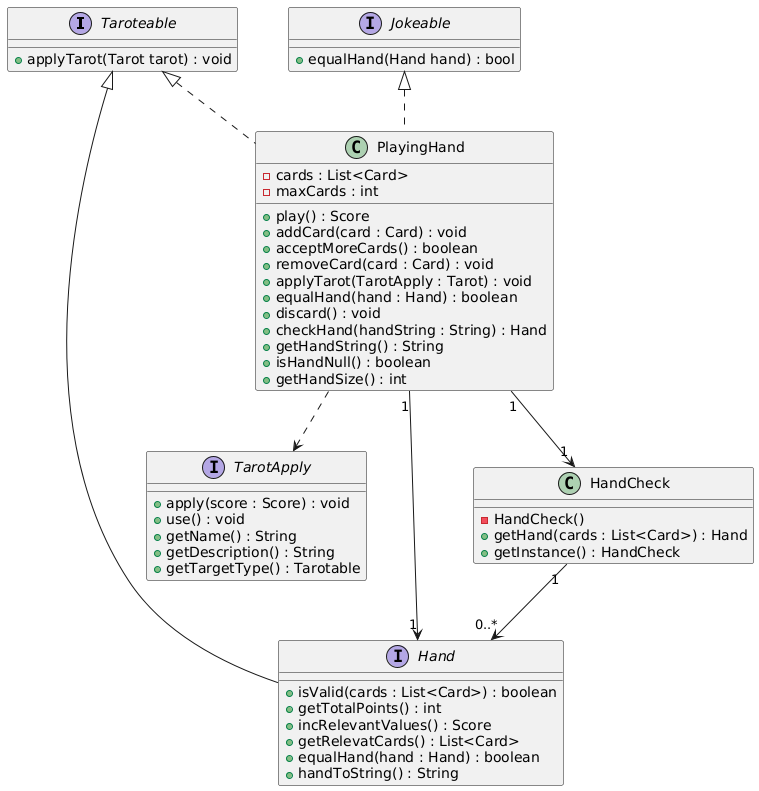 I Taroteable
applyTarot(Tarot tarot) : void
I Jokeable
equalHand(Hand hand) : bool
C PlayingHand
cards : List<Card>
maxCards : int
play() : Score
addCard(card : Card) : void
acceptMoreCards() : boolean
removeCard(card : Card) : void
applyTarot(TarotApply : Tarot) : void
equalHand(hand : Hand) : boolean
discard() : void
checkHand(handString : String) : Hand
getHandString() : String
isHandNull() : boolean
getHandSize() : int
1
1
1
1
I TarotApply
apply(score : Score) : void
use() : void
getName() : String
getDescription() : String
getTargetType() : Tarotable
C HandCheck
HandCheck()
getHand(cards : List<Card>) : Hand
getInstance() : HandCheck
1
0..*
I Hand
isValid(cards : List<Card>) : boolean
getTotalPoints() : int
incRelevantValues() : Score
getRelevatCards() : List<Card>
equalHand(hand : Hand) : boolean
handToString() : String